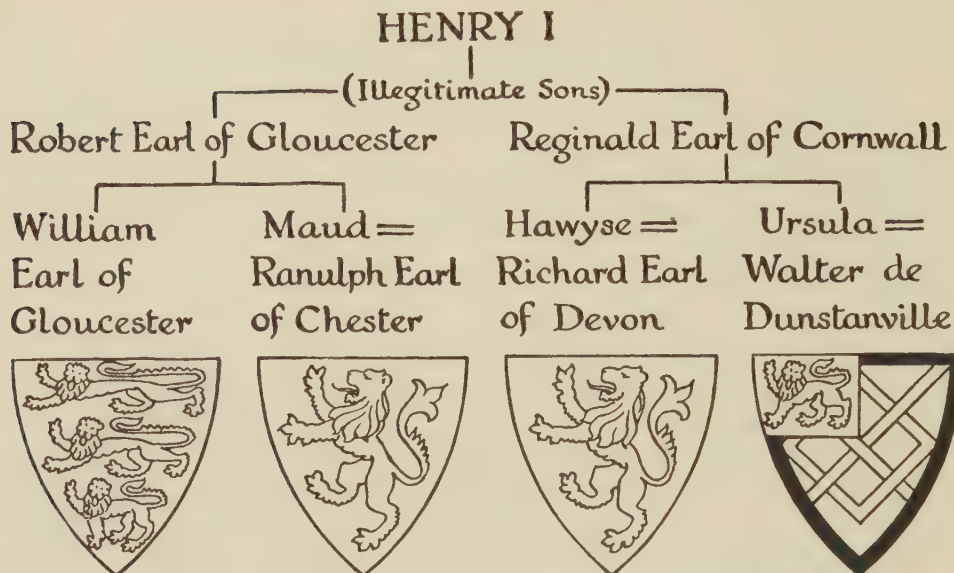 HENRY I
(Illegitimate Sons)
Robert Earl of Gloucester
Reginald Earl of Cornwall
William
Earl of
Gloucester
Maud =
Ranulph Earl
of Chester
Hawyse =
Richard Earl
of Devon
Ursula =
Walter de
Dunstanville